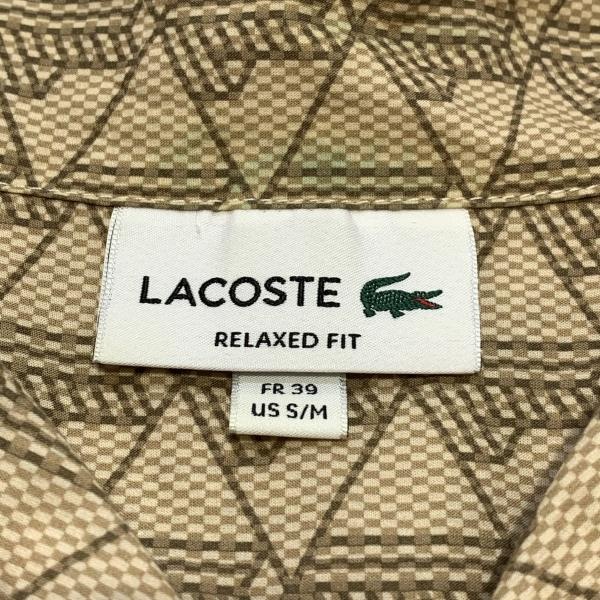 LACOSTE
RELAXED FIT
FR 39
US S/M